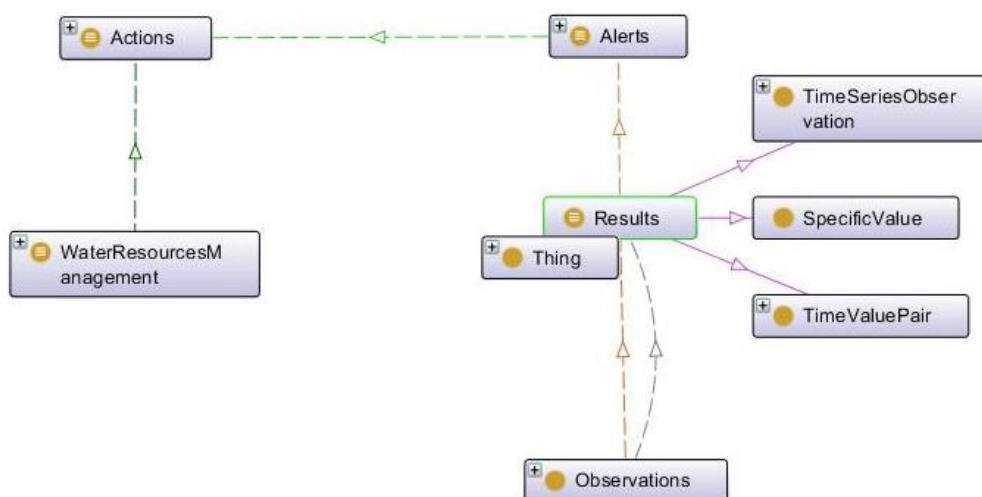 Actions
Alerts
TimeSeriesObser
vation
Results
SpecificValue
WaterResourcesM
anagement
Thing
TimeValuePair
Observations